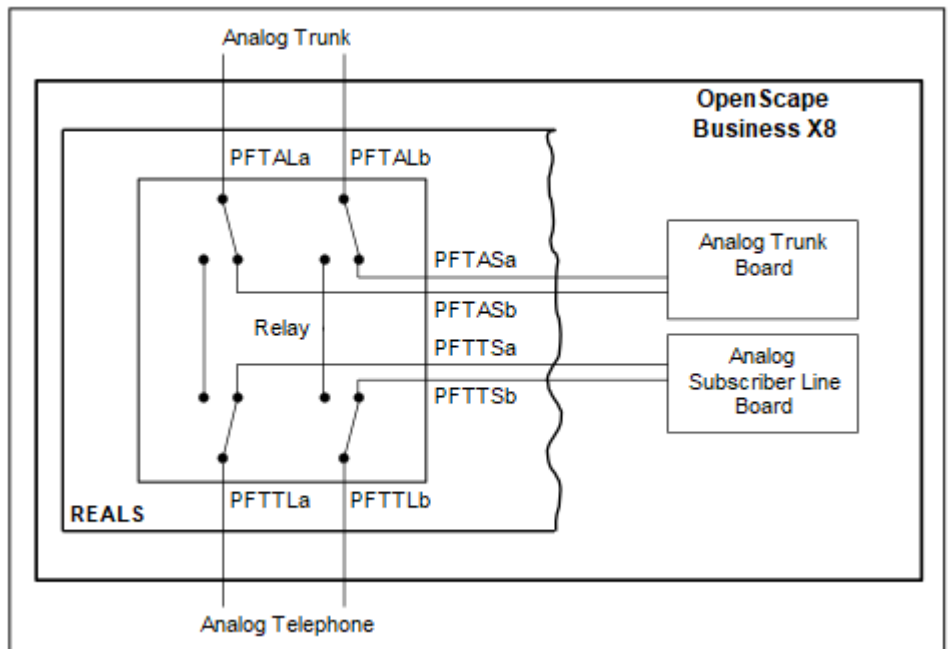 Analog Trunk
OpenScape
Business X8
PFTALa
PFTALb
PFTASa
Analog Trunk
Board
PFTASb
Relay
PFTTSa
Analog
Subscriber Line
Board
PFTTSb
PFTTLa
PFTTLb
REALS
Analog Telephone